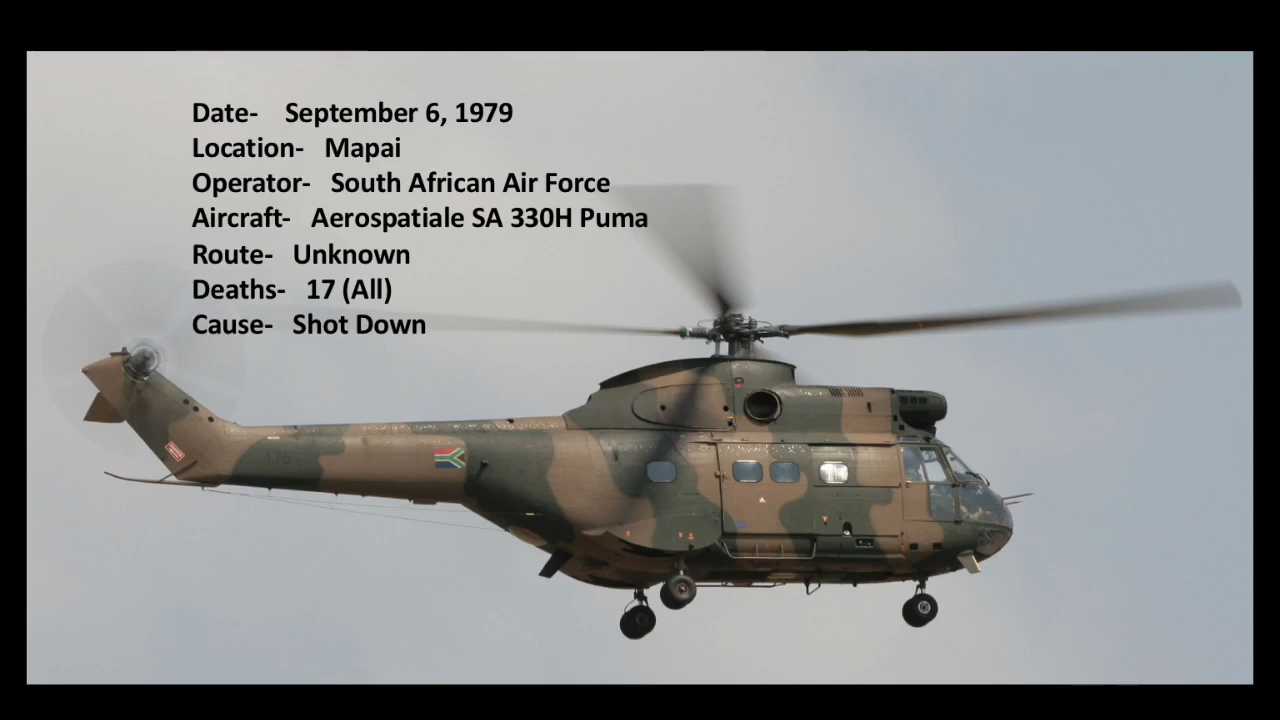 Date- September 6, 1979
Location- Mapai
Operator- South African Air Force
Aircraft- Aerospatiale SA 330H Puma
Route- Unknown
Deaths- 17 (All)
Cause- Shot Down
175